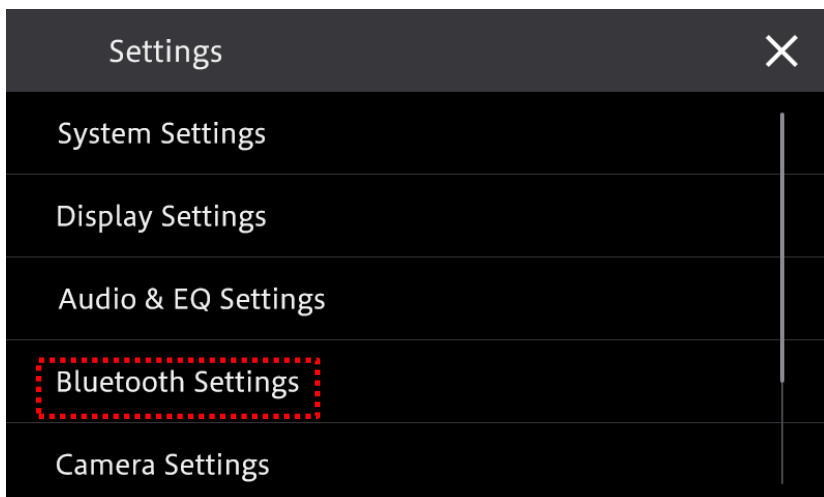 Settings
System Settings
Display Settings
Audio & EQ Settings
Bluetooth Settings
Camera Settings